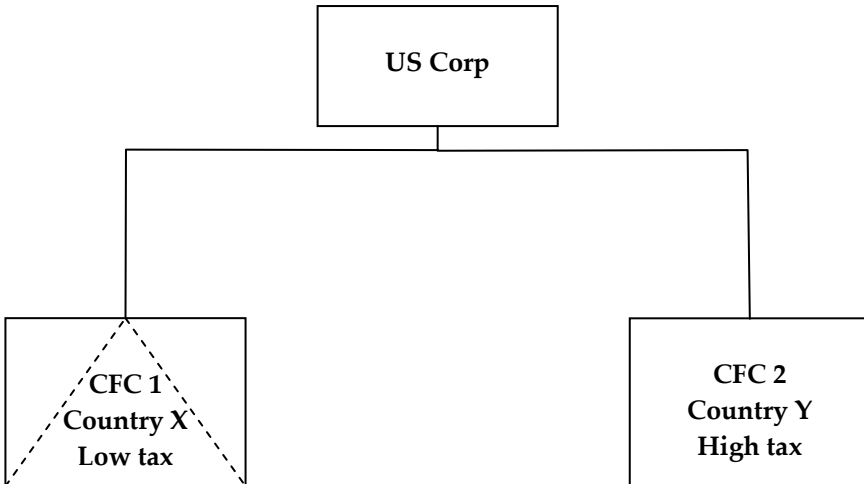 US Corp
CFC 1
Country X
Low tax
CFC 2
Country Y
High tax